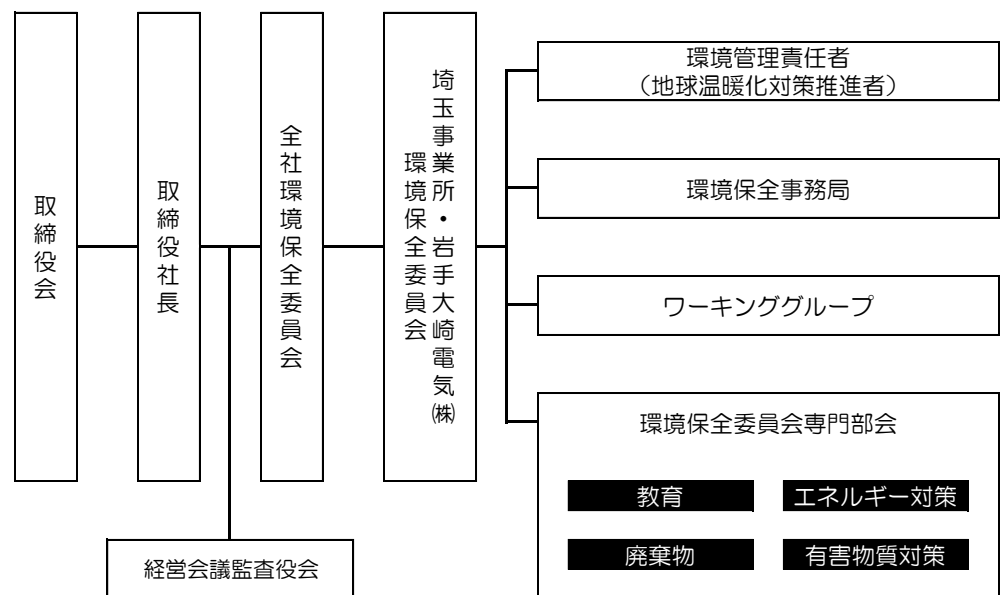 取締役会
取締役社長
全社環境保全委員会
埼玉事業所・岩手大崎電気㈱
環境保全委員会
環境管理責任者
（地球温暖化対策推進者）
環境保全事務局
ワーキンググループ
環境保全委員会専門部会
教育
エネルギー対策
廃棄物
有害物質対策
経営会議監査役会